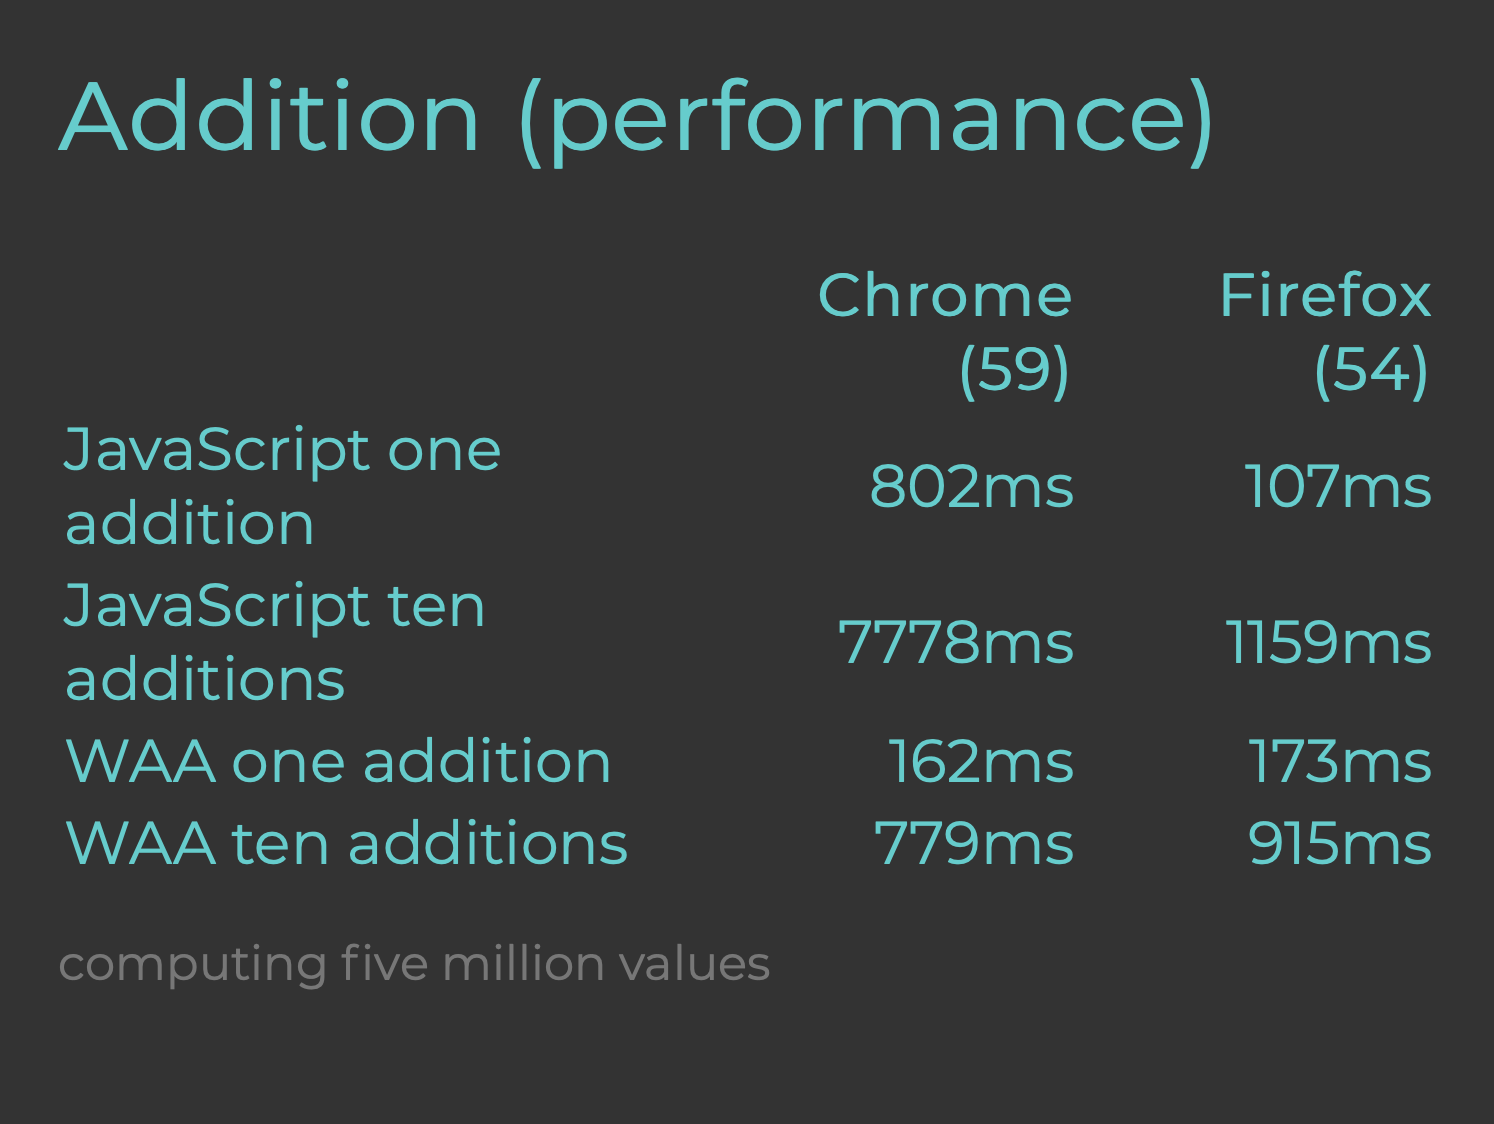 Addition (performance)
Chrome Firefox
(59) (54)
JavaScript one
addition 802ms 107ms
JavaScript ten
additions 7778ms 1159ms
WAA one addition 162ms 173ms
WAA ten additions 779ms 915ms
computing five million values